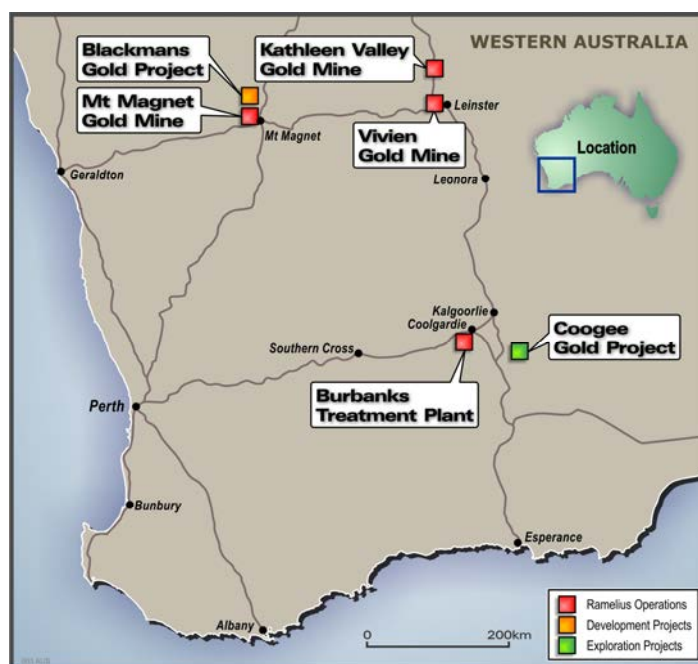 WESTERN AUSTRALIA
Blackmans
Gold Project
Kathleen Valley
Gold Mine
Mt Magnet
Gold Mine
Mt Magnet
Leinster
Vivien
Gold Mine
Location
Geraldton
Leonora
Kalgoorlie
Coolgardie
Southern Cross
Coogee
Gold Project
Burbanks
Treatment Plant
Perth
Bunbury
Esperance
Albany
0 200km
Ramelius Operations
Development Projects
Exploration Projects